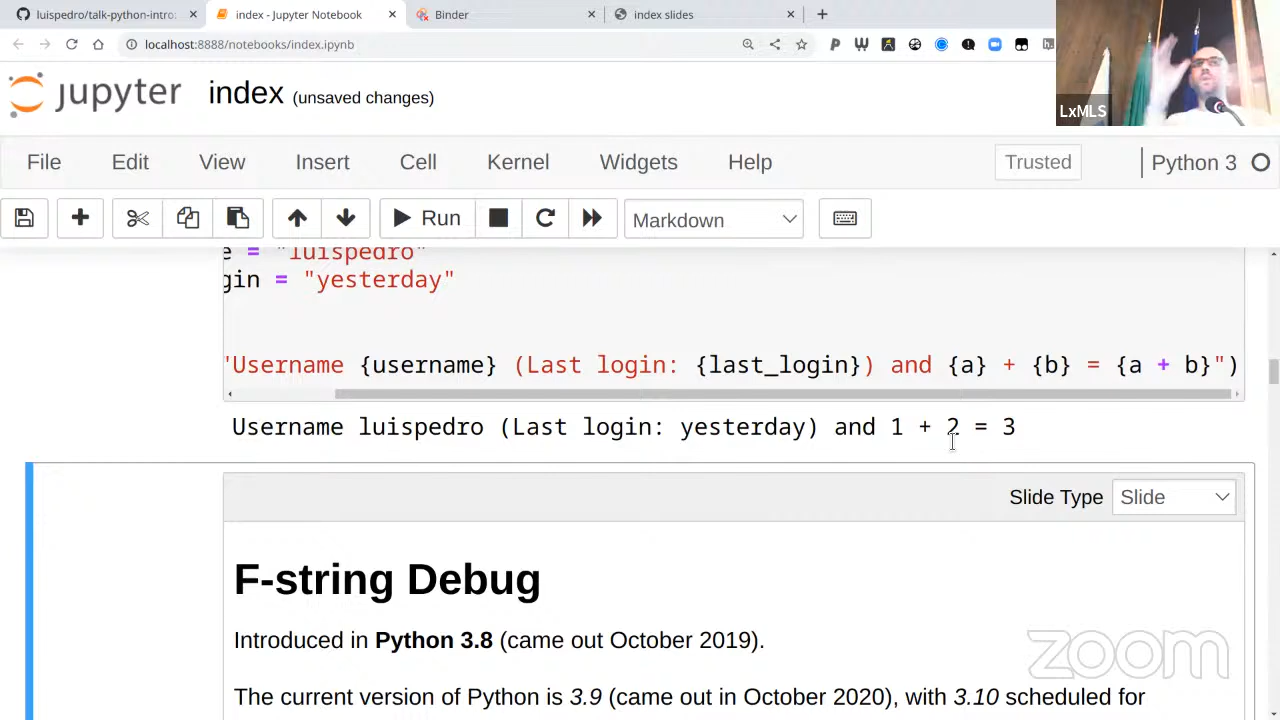 luispedro/talk-python-intro:
index - Jupyter Notebook
Binder
index slides
localhost:8888/notebooks/index.ipynb
LxMLS
jupyter index (unsaved changes)
File Edit View Insert Cell Kernel Widgets Help Trusted Python 3
Run Markdown
e = "luispedro"
gin = "yesterday"
"Username {username} (Last login: {last_login}) and {a} + {b} = {a + b}")
Username luispedro (Last login: yesterday) and 1 + 2 = 3
Slide Type Slide
F-string Debug
Introduced in Python 3.8 (came out October 2019).
The current version of Python is 3.9 (came out in October 2020), with 3.10 scheduled for
zoom